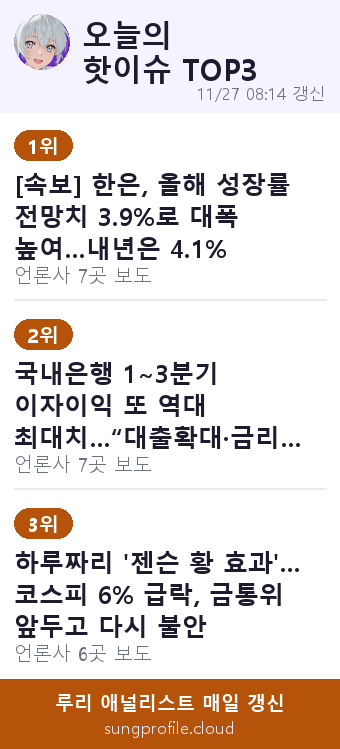 오늘의
핫이슈 TOP3
11/27 08:14 갱신
1위
[속보] 한은, 올해 성장률
전망치 3.9%로 대폭
높여…내년은 4.1%
언론사 7곳 보도
2위
국내은행 1~3분기
이자이익 또 역대
최대치…“대출확대·금리…
언론사 7곳 보도
3위
하루짜리 '젠슨 황 효과'…
코스피 6% 급락, 금통위
앞두고 다시 불안
언론사 6곳 보도
루리 애널리스트 매일 갱신
sungprofile.cloud